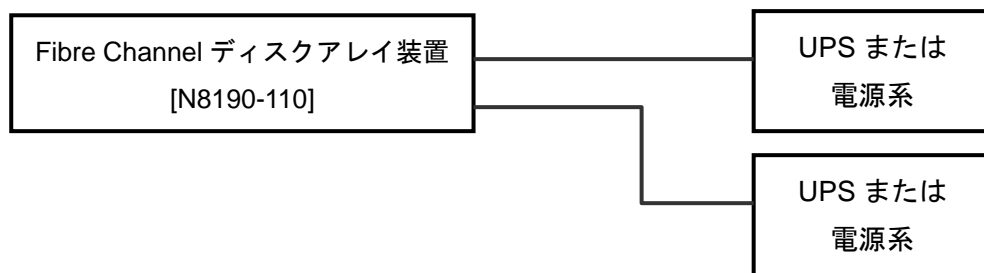 Fibre Channel ディスクアレイ装置
[N8190-110]
UPS または
電源系
UPS または
電源系